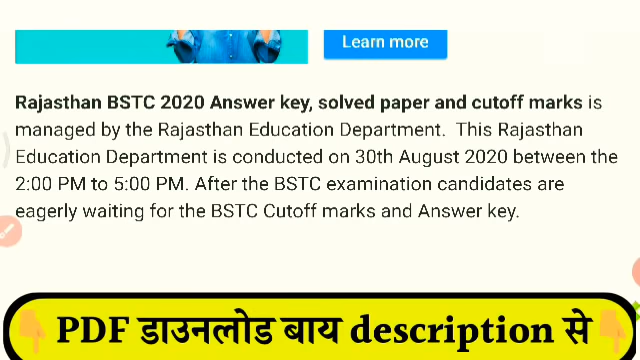 Learn more
Rajasthan BSTC 2020 Answer key, solved paper and cutoff marks is
managed by the Rajasthan Education Department. This Rajasthan
Education Department is conducted on 30th August 2020 between the
2:00 PM to 5:00 PM. After the BSTC examination candidates are
eagerly waiting for the BSTC Cutoff marks and Answer key.
PDF डाउनलोड बाय description से